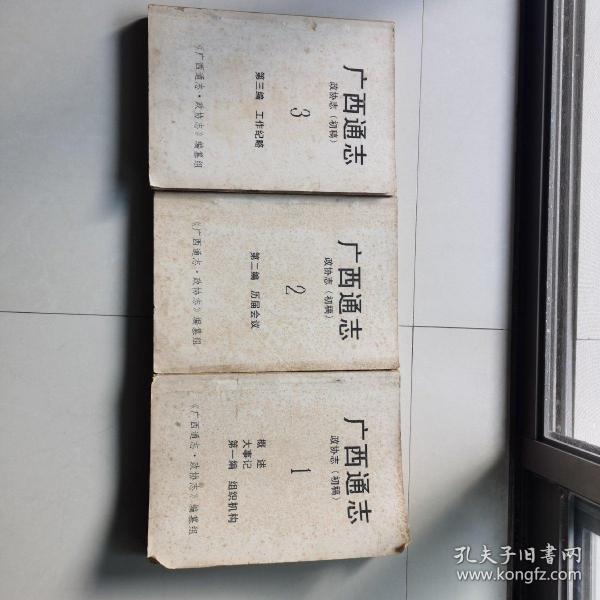 广西通志
政协志（初稿）
3
第三编 工作纪略
《广西通志·政协志》编纂组
广西通志
政协志（初稿）
2
第二编 历届会议
《广西通志·政协志》编纂组
广西通志
政协志（初稿）
1
概述
大事记
第一编 组织机构
《广西通志·政协志》编纂组
孔夫子旧书网
www.kongfz.com